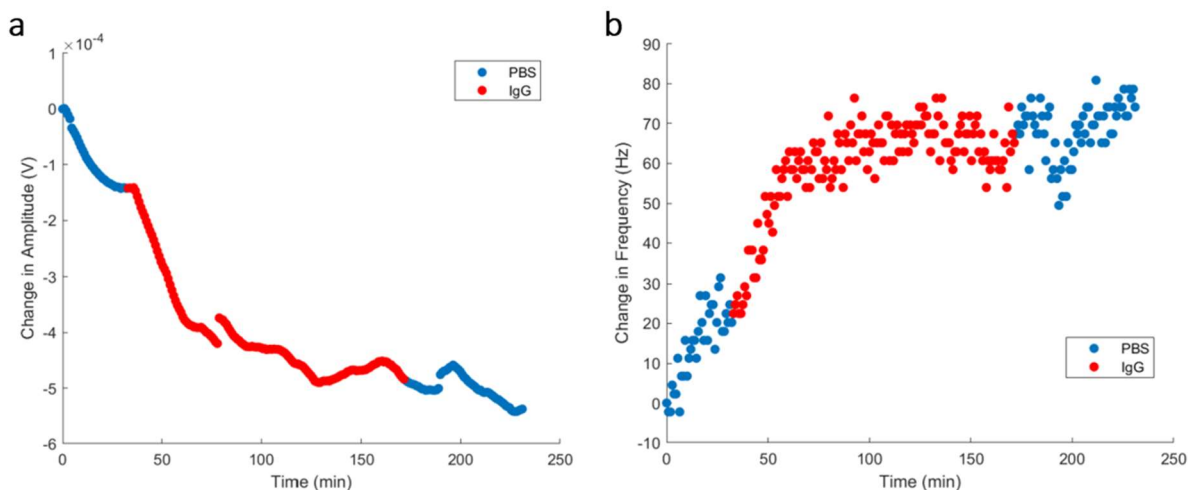 a
×10⁻⁴
1
0
-1
-2
-3
-4
-5
-6
0 50 100 150 200 250
Change in Amplitude (V)
Time (min)
PBS
IgG
b
90
80
70
60
50
40
30
20
10
0
-10
0 50 100 150 200 250
Change in Frequency (Hz)
Time (min)
PBS
IgG